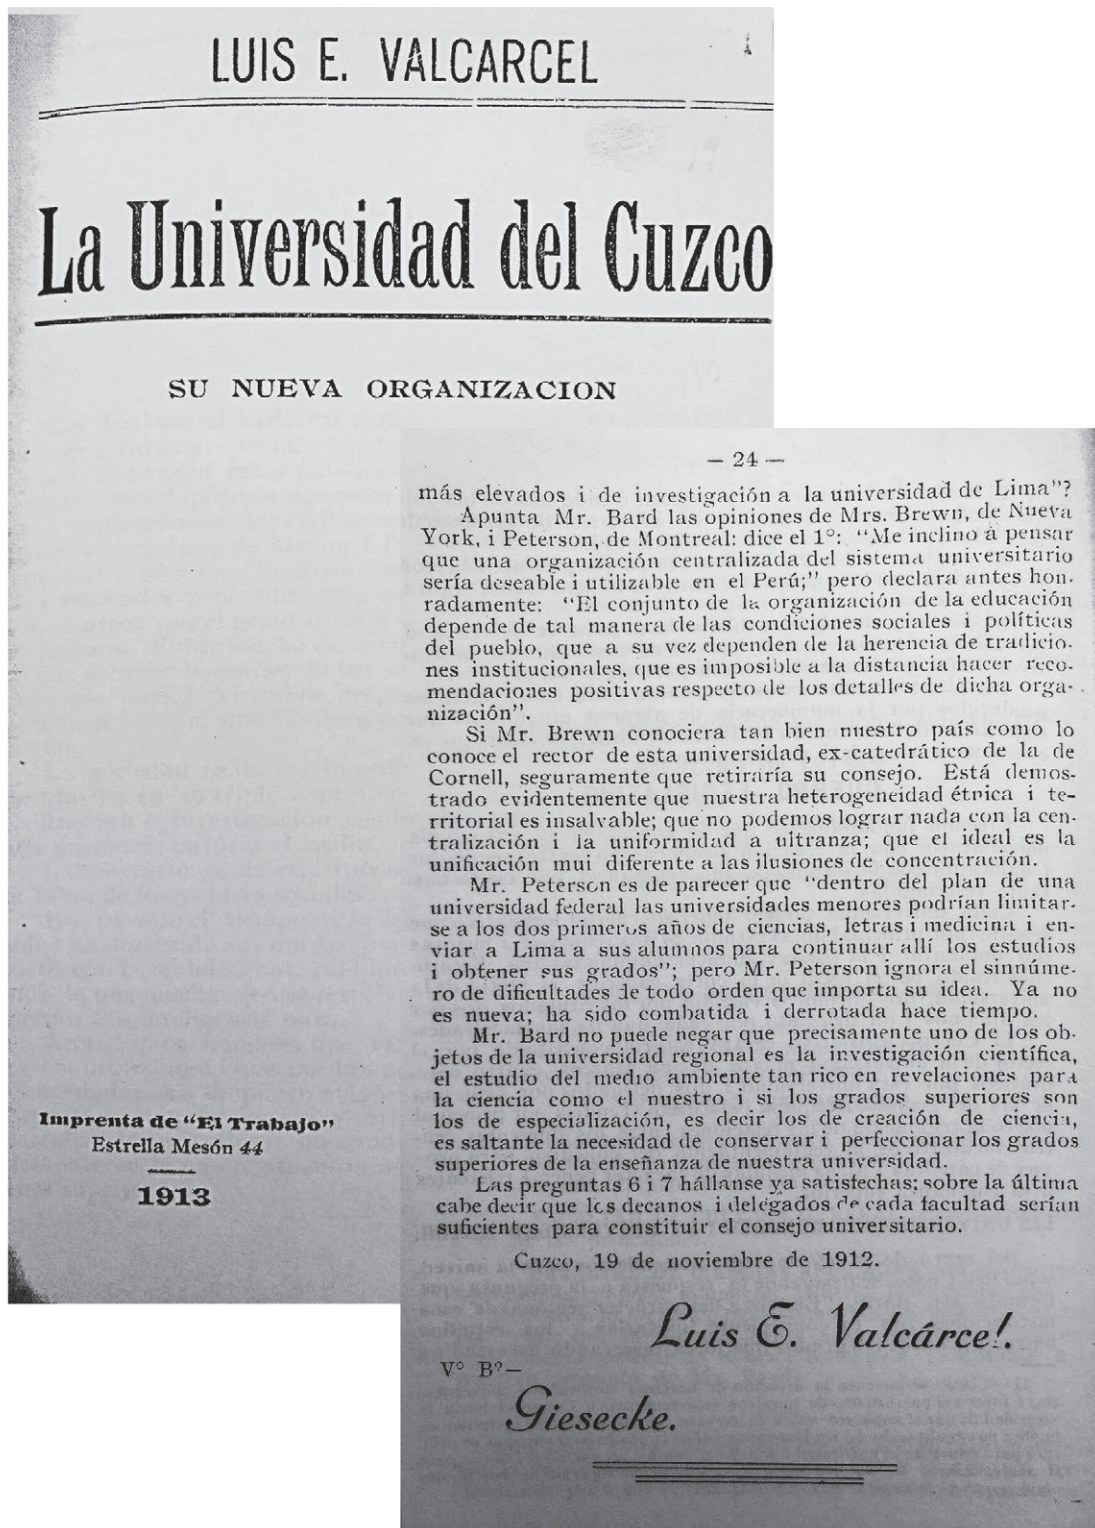 LUIS E. VALCARCEL
La Universidad del Cuzco
SU NUEVA ORGANIZACION
Imprenta de "El Trabajo"
Estrella Mesón 44
1913
— 24 —
más elevados i de investigación a la universidad de Lima"?
Apunta Mr. Bard las opiniones de Mrs. Brewn, de Nueva
York, i Peterson, de Montreal: dice el 1°: "Me inclino á pensar
que una organización centralizada del sistema universitario
sería deseable i utilizable en el Perú;" pero declara antes hon-
radamente: "El conjunto de la organización de la educación
depende de tal manera de las condiciones sociales i políticas
del pueblo, que a su vez dependen de la herencia de tradicio-
nes institucionales, que es imposible a la distancia hacer reco-
mendaciones positivas respecto de los detalles de dicha orga-
nización".
Si Mr. Brewn conociera tan bien nuestro país como lo
conoce el rector de esta universidad, ex-catedrático de la de
Cornell, seguramente que retiraría su consejo. Está demos-
trado evidentemente que nuestra heterogeneidad étnica i te-
rritorial es insalvable; que no podemos lograr nada con la cen-
tralización i la uniformidad a ultranza; que el ideal es la
unificación mui diferente a las ilusiones de concentración.
Mr. Peterson es de parecer que "dentro del plan de una
universidad federal las universidades menores podrían limitar-
se a los dos primeros años de ciencias, letras i medicina i en-
viar a Lima a sus alumnos para continuar allí los estudios
i obtener sus grados"; pero Mr. Peterson ignora el sinnúme-
ro de dificultades de todo orden que importa su idea. Ya no
es nueva; ha sido combatida i derrotada hace tiempo.
Mr. Bard no puede negar que precisamente uno de los ob-
jetos de la universidad regional es la investigación científica,
el estudio del medio ambiente tan rico en revelaciones para
la ciencia como el nuestro i si los grados superiores son
los de especialización, es decir los de creación de ciencia,
es saltante la necesidad de conservar i perfeccionar los grados
superiores de la enseñanza de nuestra universidad.
Las preguntas 6 i 7 hállanse ya satisfechas; sobre la última
cabe decir que los decanos i delegados de cada facultad serían
suficientes para constituir el consejo universitario.
Cuzco, 19 de noviembre de 1912.
Luis E. Valcárcel.
V° B°—
Giesecke.